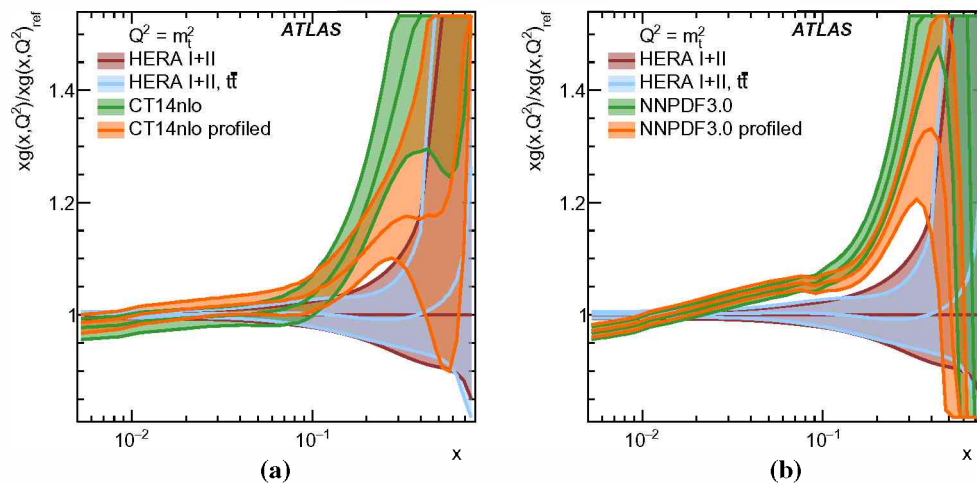 xg(x,Q²)/xg(x,Q²)ref
Q² = mt²
ATLAS
HERA I+II
HERA I+II, tt̄
CT14nlo
CT14nlo profiled
1.4
1.2
1
10⁻²
10⁻¹
x
(a)
xg(x,Q²)/xg(x,Q²)ref
Q² = mt²
ATLAS
HERA I+II
HERA I+II, tt̄
NNPDF3.0
NNPDF3.0 profiled
1.4
1.2
1
10⁻²
10⁻¹
x
(b)